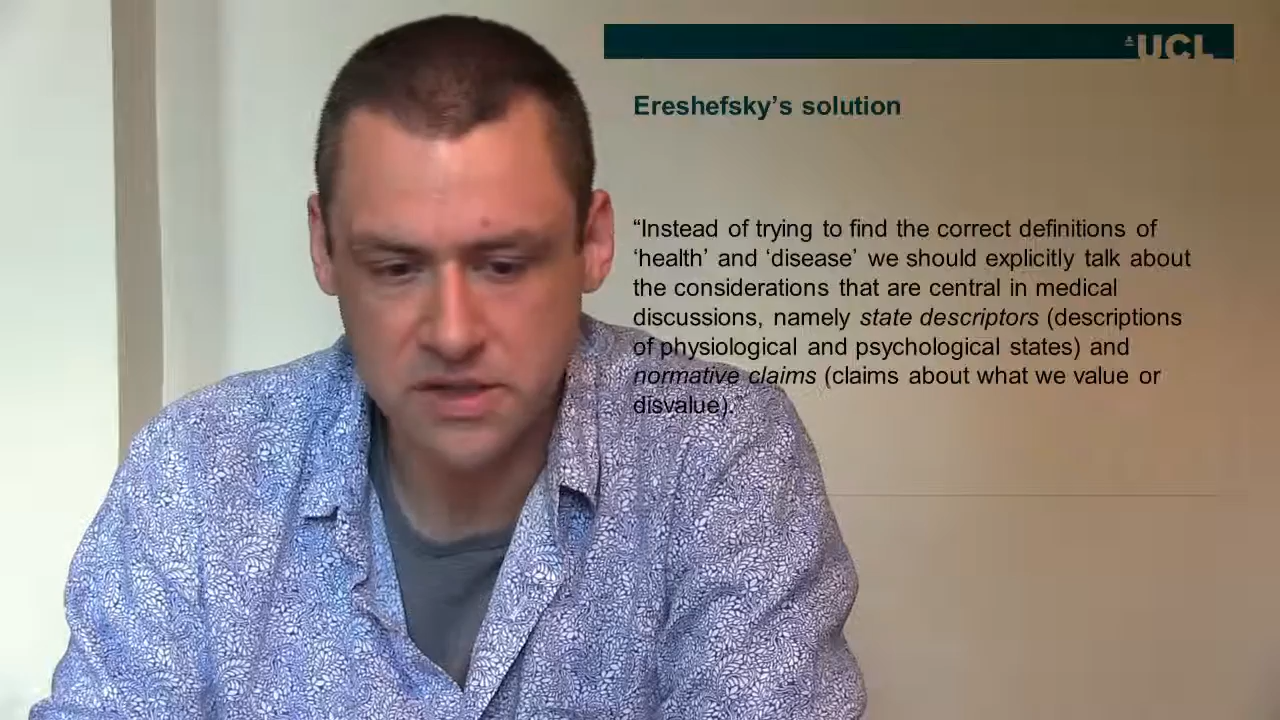 UCL
Ereshefsky’s solution
“Instead of trying to find the correct definitions of
‘health’ and ‘disease’ we should explicitly talk about
the considerations that are central in medical
discussions, namely state descriptors (descriptions
of physiological and psychological states) and
normative claims (claims about what we value or
disvalue).”